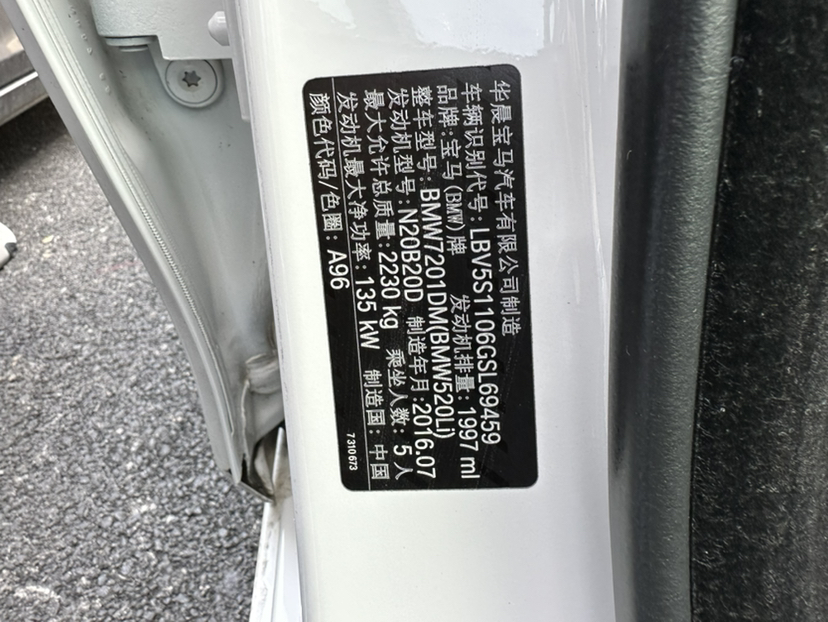 华晨宝马汽车有限公司制造
车辆识别代号: LBV5S1106GSL69459
品牌:宝马(BMW)牌 发动机排量: 1997 ml
整车型号: BMW7201DM(BMW520Li)
发动机型号: N20B20D 制造年月:2016.07
最大允许总质量: 2230 kg 乘坐人数: 5 人
发动机最大净功率: 135 kW 制造国: 中国
颜色代码/色圈: A96
7310673